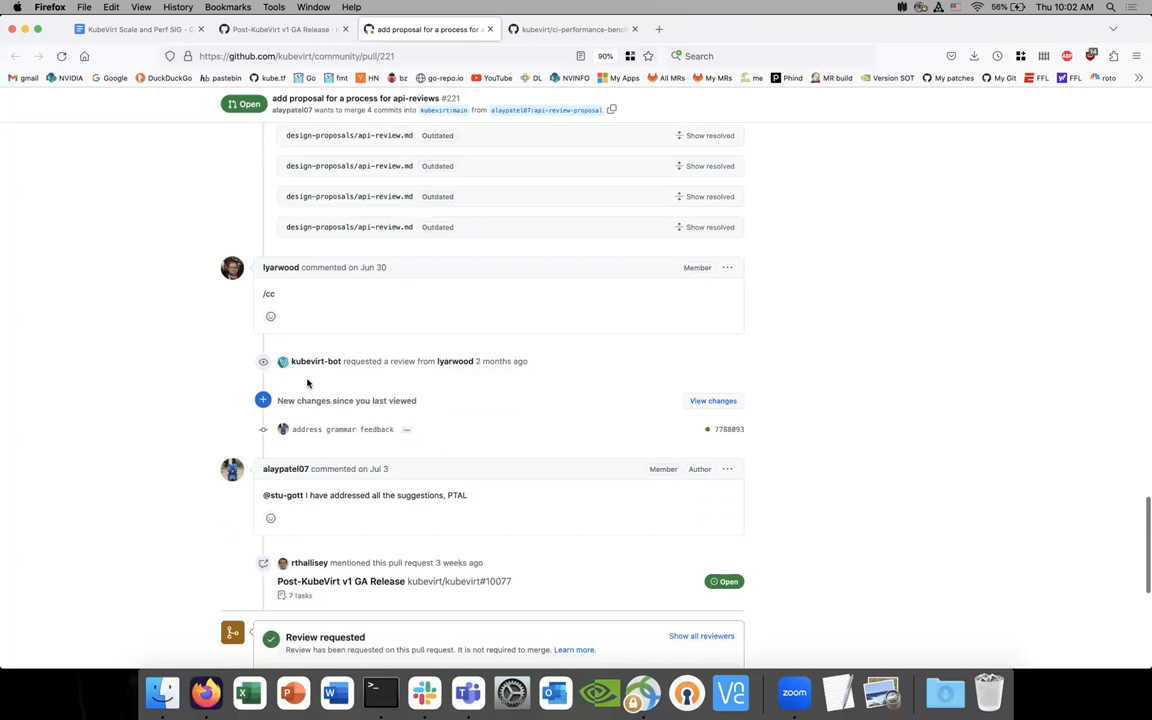 Firefox File Edit View History Bookmarks Tools Window Help 56% Thu 10:02 AM
KubeVirt Scale and Perf SIG - Post-KubeVirt v1 GA Release - add proposal for a process for a kubevirt/ci-performance-bench
https://github.com/kubevirt/community/pull/221 90% Search 14
gmail NVIDIA Google DuckDuckGo pastebin kube.tf Go fmt HN bz go-repo.io YouTube DL NVINFO My Apps All MRs My MRs me Phind MR build Version SOT My patches My Git FFL FFL roto
Open add proposal for a process for api-reviews #221
alaypatel07 wants to merge 4 commits into kubevirt:main from alaypatel07:api-review-proposal
design-proposals/api-review.md Outdated Show resolved
design-proposals/api-review.md Outdated Show resolved
design-proposals/api-review.md Outdated Show resolved
design-proposals/api-review.md Outdated Show resolved
lyarwood commented on Jun 30 Member
/cc
kubevirt-bot requested a review from lyarwood 2 months ago
New changes since you last viewed View changes
address grammar feedback 7788093
alaypatel07 commented on Jul 3 Member Author
@stu-gott I have addressed all the suggestions, PTAL
rthallisey mentioned this pull request 3 weeks ago
Post-KubeVirt v1 GA Release kubevirt/kubevirt#10077 Open
7 tasks
Review requested Show all reviewers
Review has been requested on this pull request. It is not required to merge. Learn more.
zoom